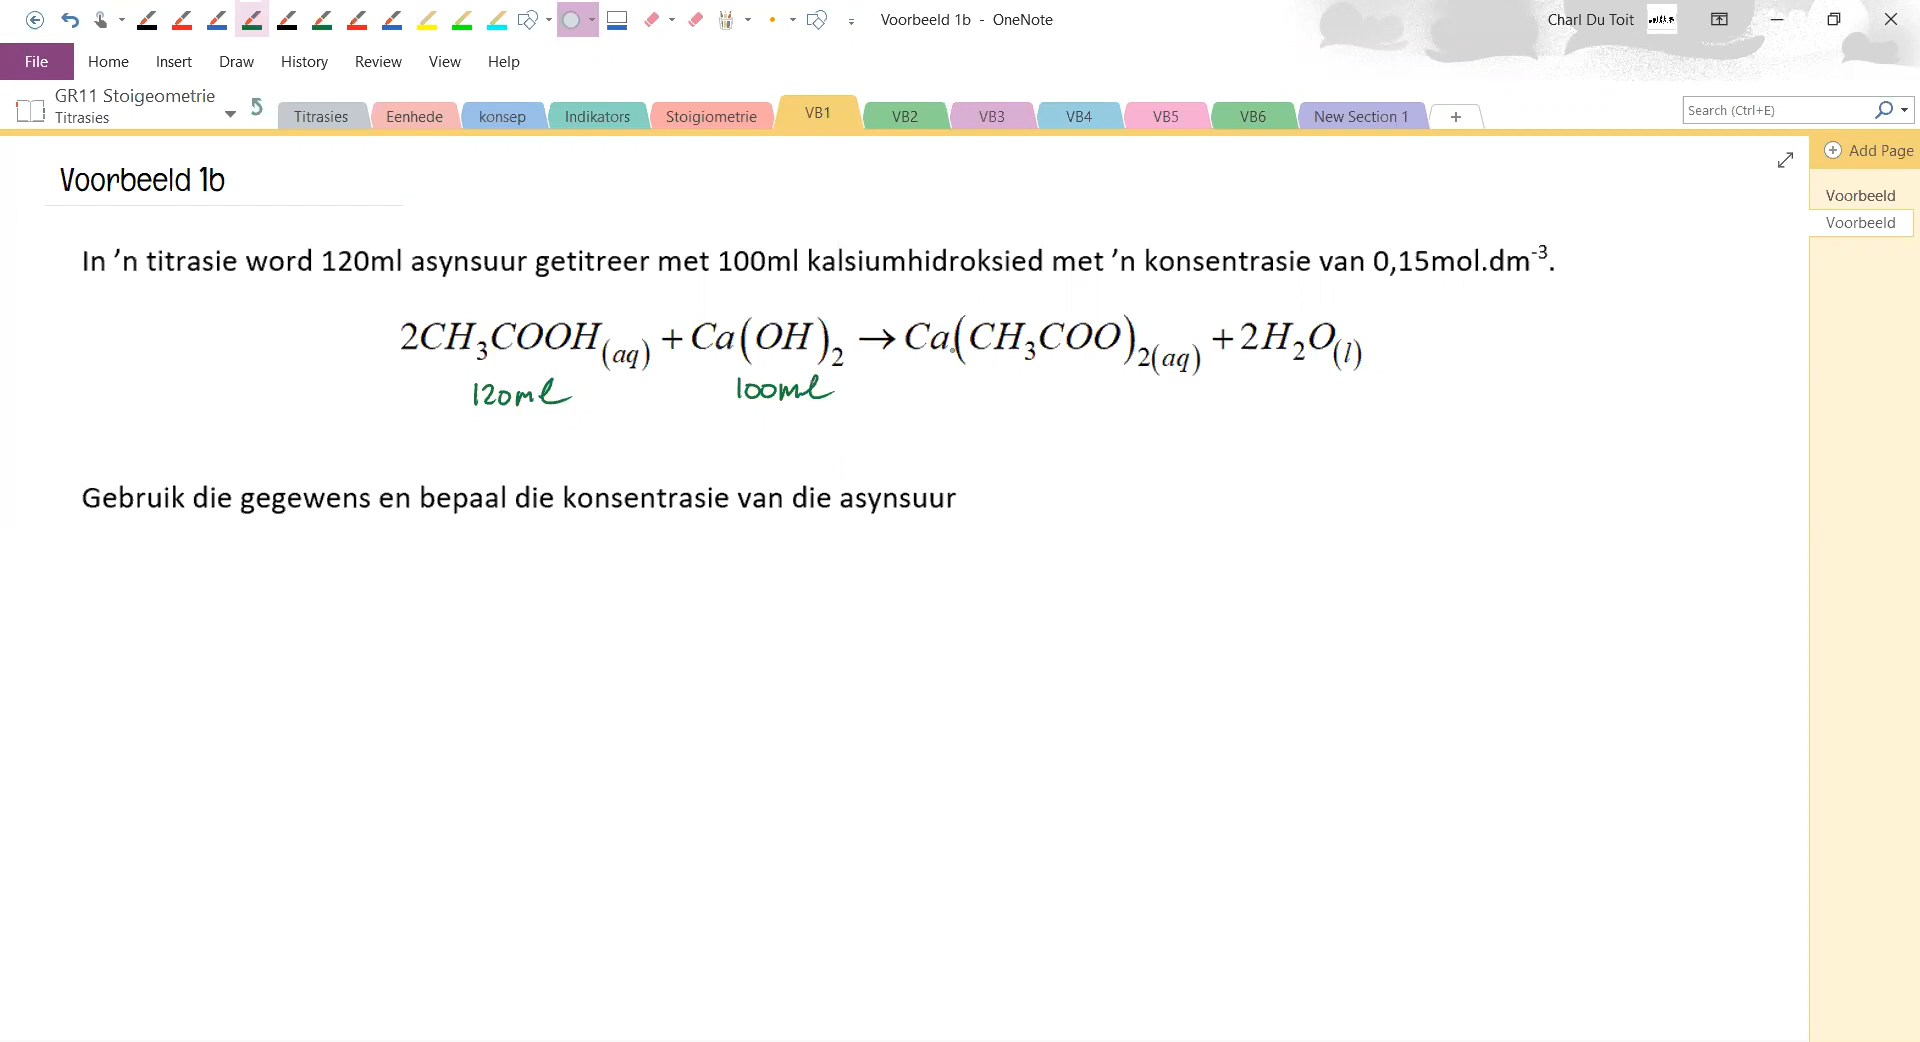 Voorbeeld 1b - OneNote
Charl Du Toit
File Home Insert Draw History Review View Help
GR11 Stoigeometrie
Titrasies
Titrasies Eenhede konsep Indikators Stoigiometrie VB1 VB2 VB3 VB4 VB5 VB6 New Section 1 +
Search (Ctrl+E)
Add Page
Voorbeeld
Voorbeeld
Voorbeeld 1b
In ’n titrasie word 120ml asynsuur getitreer met 100ml kalsiumhidroksied met ’n konsentrasie van 0,15mol.dm⁻³.
2CH₃COOH₍aq₎ + Ca(OH)₂ → Ca(CH₃COO)₂₍aq₎ + 2H₂O₍l₎
120ml 100ml
Gebruik die gegewens en bepaal die konsentrasie van die asynsuur